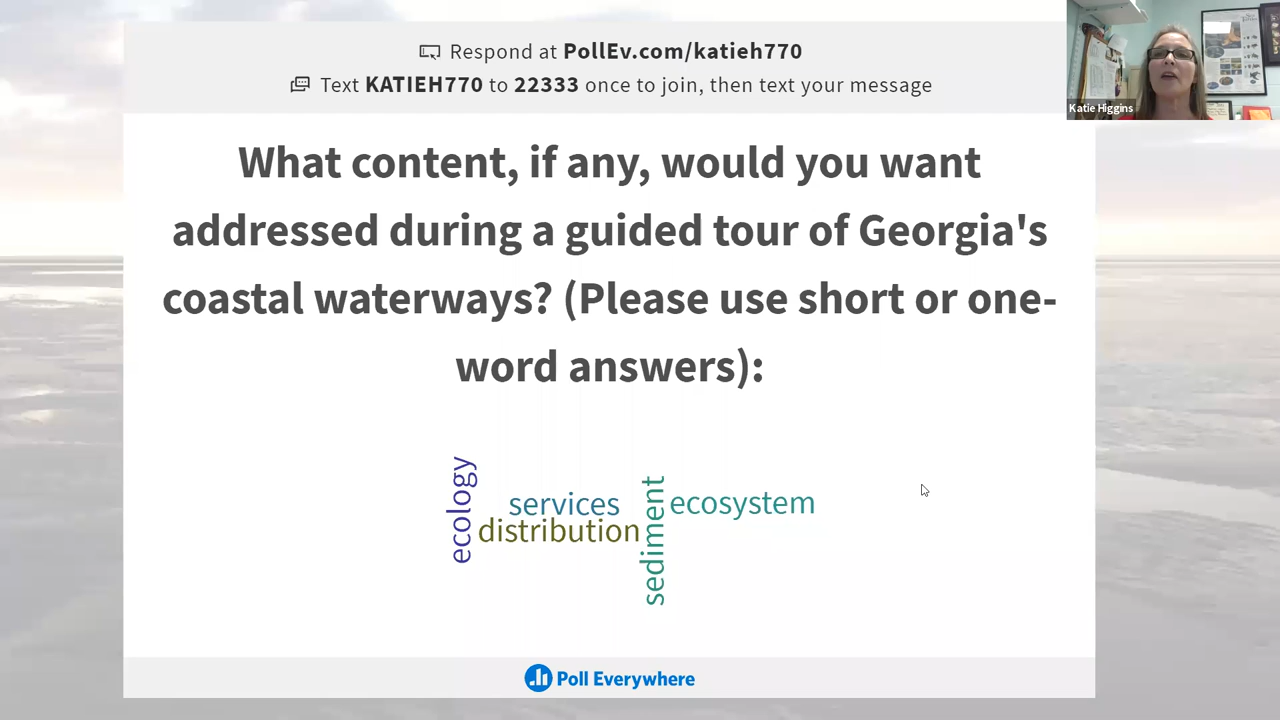 Respond at PollEv.com/katieh770
Text KATIEH770 to 22333 once to join, then text your message
Katie Higgins
What content, if any, would you want
addressed during a guided tour of Georgia's
coastal waterways? (Please use short or one-
word answers):
ecology
services
distribution
sediment
ecosystem
Poll Everywhere